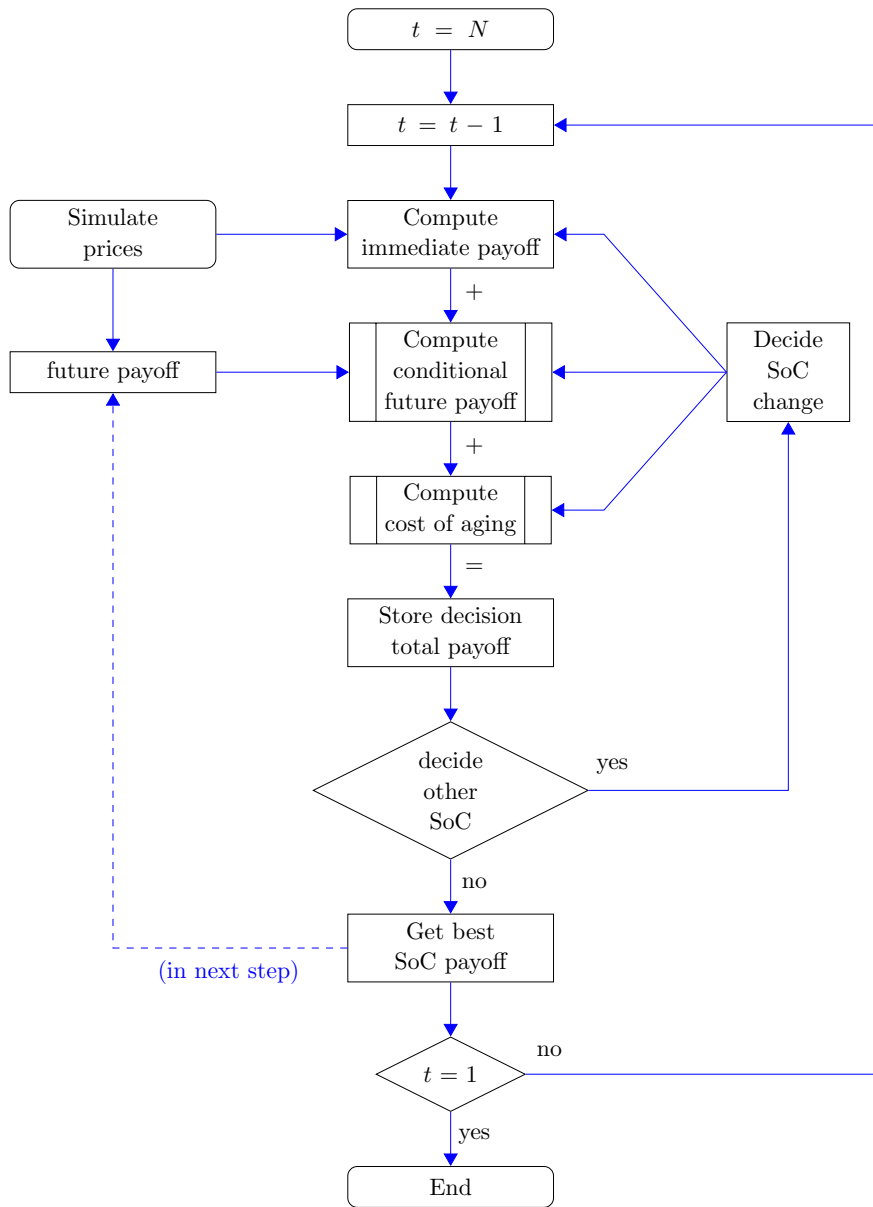 t = N
t = t − 1
Simulate
prices
Compute
immediate payoff
+
future payoff
Compute
conditional
future payoff
Decide
SoC
change
+
Compute
cost of aging
=
Store decision
total payoff
decide
other
SoC
yes
no
Get best
SoC payoff
(in next step)
t = 1
no
yes
End